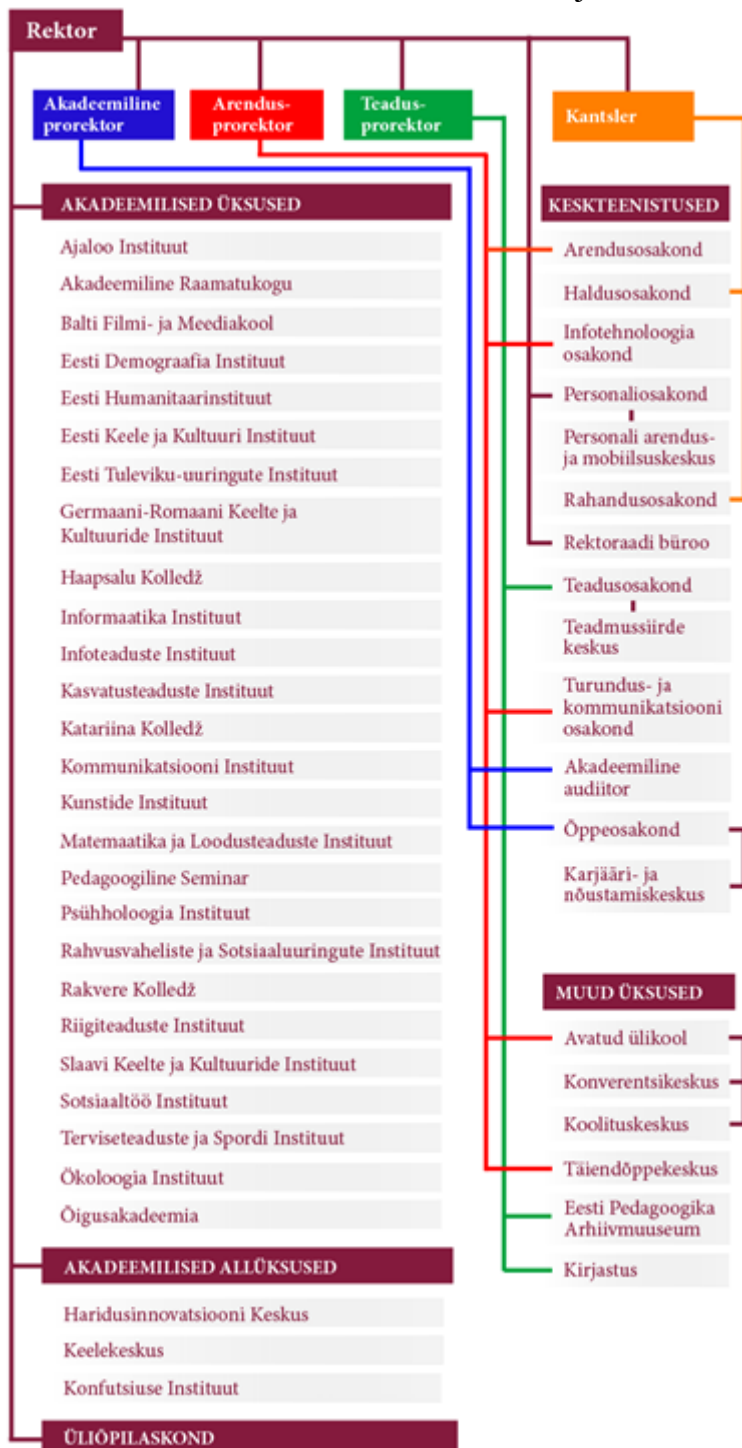 Rektor
Akadeemiline
prorektor
Arendus-
prorektor
Teadus-
prorektor
Kantsler
AKADEEMILISED ÜKSUSED
Ajaloo Instituut
Akadeemiline Raamatukogu
Balti Filmi- ja Meediakool
Eesti Demograafia Instituut
Eesti Humanitaarinstituut
Eesti Keele ja Kultuuri Instituut
Eesti Tuleviku-uuringute Instituut
Germaani-Romaani Keelte ja
Kultuuride Instituut
Haapsalu Kolledž
Informaatika Instituut
Infoteaduste Instituut
Kasvatusteaduste Instituut
Katariina Kolledž
Kommunikatsiooni Instituut
Kunstide Instituut
Matemaatika ja Loodusteaduste Instituut
Pedagoogiline Seminar
Psühholoogia Instituut
Rahvusvaheliste ja Sotsiaaluuringute Instituut
Rakvere Kolledž
Riigiteaduste Instituut
Slaavi Keelte ja Kultuuride Instituut
Sotsiaaltöö Instituut
Terviseteaduste ja Spordi Instituut
Ökoloogia Instituut
Õigusakadeemia
AKADEEMILISED ALLÜKSUSED
Haridusinnovatsiooni Keskus
Keelekeskus
Konfutsiuse Instituut
ÜLIÕPILASKOND
KESKTEENISTUSED
Arendusosakond
Haldusosakond
Infotehnoloogia
osakond
Personaliosakond
Personali arendus-
ja mobiilsuskeskus
Rahandusosakond
Rektoraadi büroo
Teadusosakond
Teadmussiirde
keskus
Turundus- ja
kommunikatsiooni
osakond
Akadeemiline
audiitor
Õppeosakond
Karjääri- ja
nõustamiskeskus
MUUD ÜKSUSED
Avatud ülikool
Konverentsikeskus
Koolituskeskus
Täiendõppekeskus
Eesti Pedagoogika
Arhiivmuuseum
Kirjastus